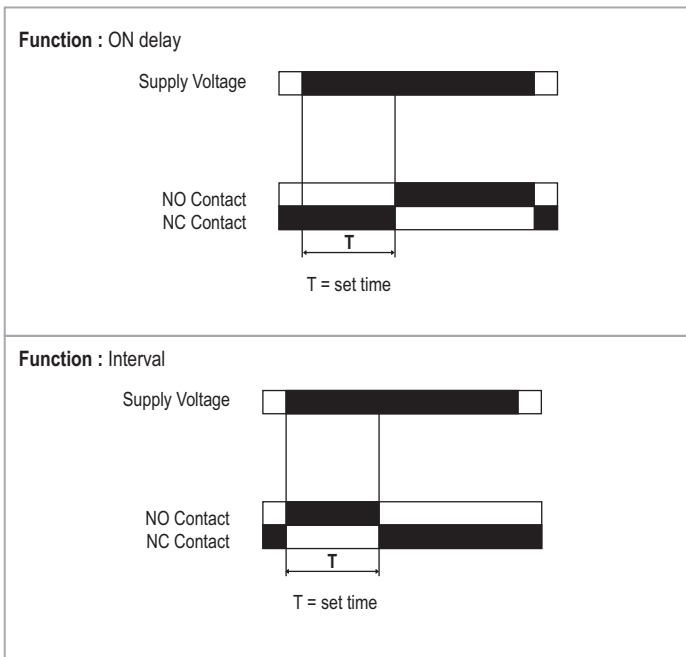 Function : ON delay
Supply Voltage
NO Contact
NC Contact
T
T = set time
Function : Interval
Supply Voltage
NO Contact
NC Contact
T
T = set time